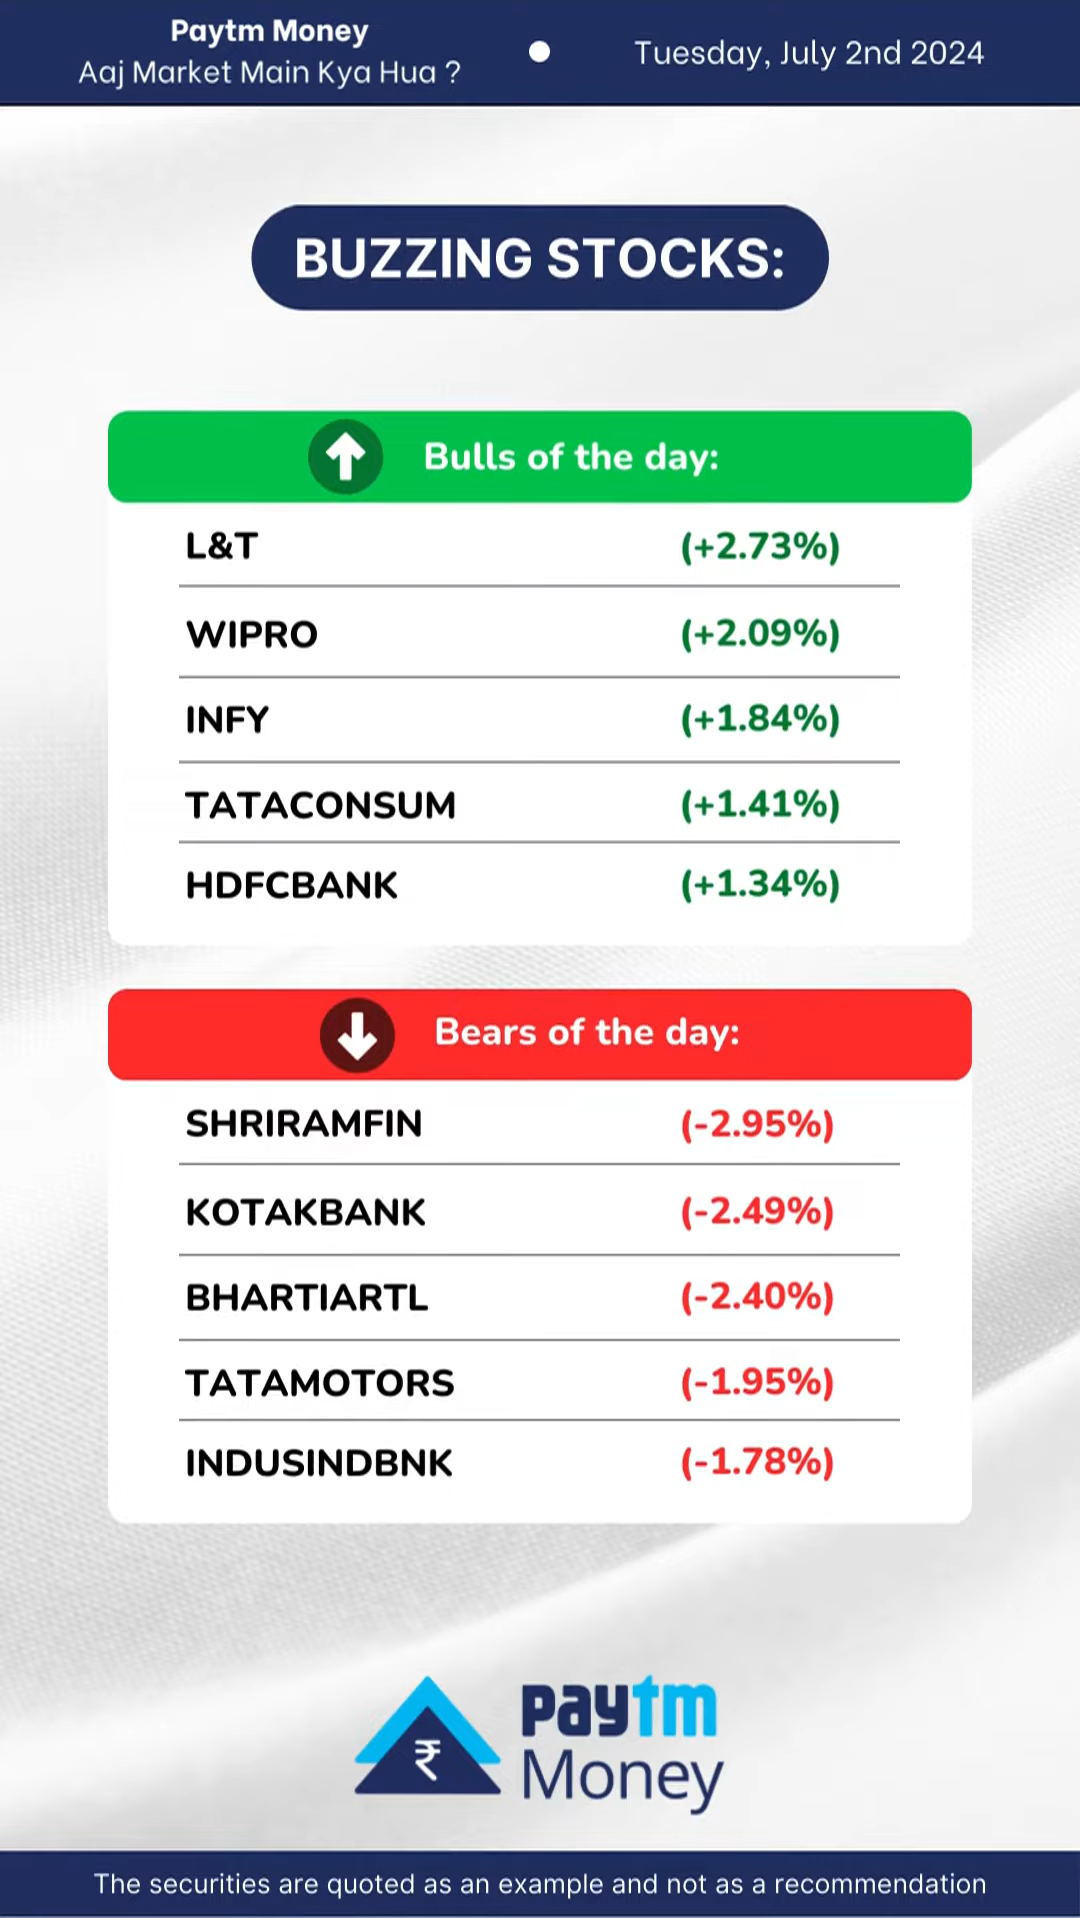 Paytm Money
Aaj Market Main Kya Hua ?
Tuesday, July 2nd 2024
BUZZING STOCKS:
Bulls of the day:
L&T (+2.73%)
WIPRO (+2.09%)
INFY (+1.84%)
TATACONSUM (+1.41%)
HDFCBANK (+1.34%)
Bears of the day:
SHRIRAMFIN (-2.95%)
KOTAKBANK (-2.49%)
BHARTIARTL (-2.40%)
TATAMOTORS (-1.95%)
INDUSINDBNK (-1.78%)
₹
paytm
Money
The securities are quoted as an example and not as a recommendation